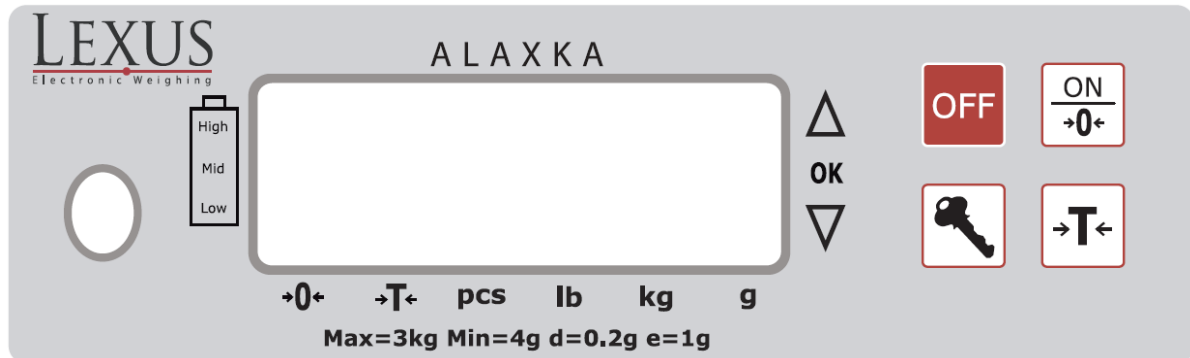 LEXUS
Electronic Weighing
ALAXKA
High
Mid
Low
OK
OFF
ON
→0←
→T←
→0← →T← pcs lb kg g
Max=3kg Min=4g d=0.2g e=1g